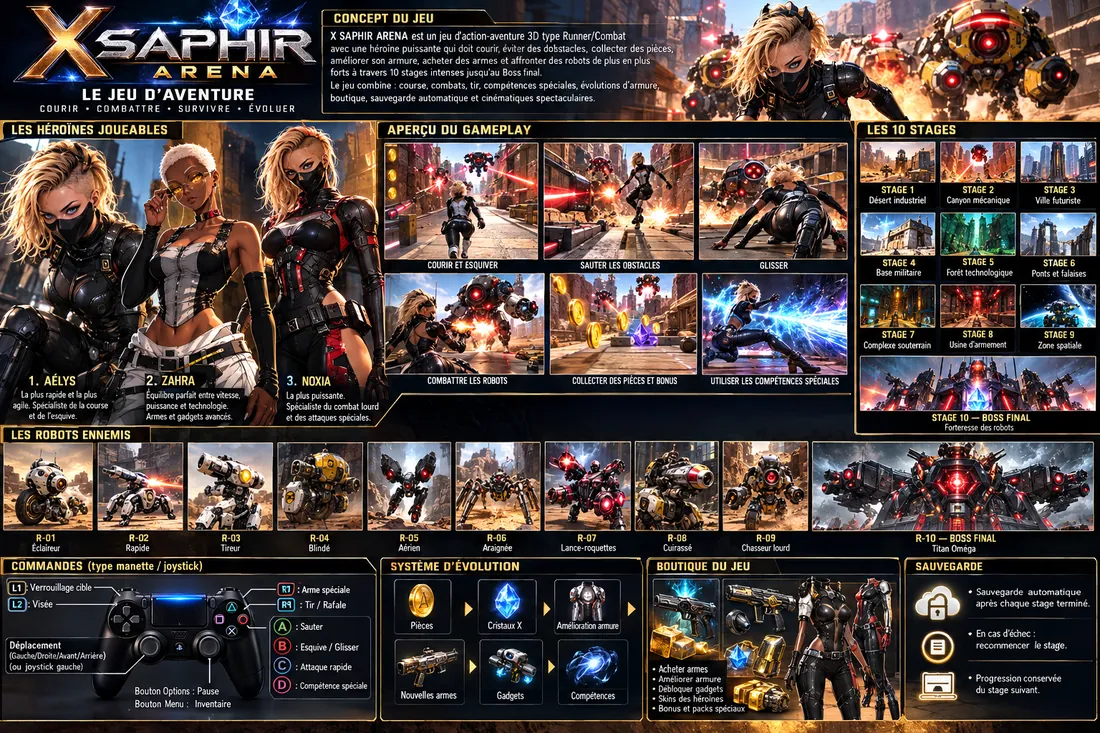 X SAPHIR
ARENA
LE JEU D'AVENTURE
COURIR • COMBATTRE • SURVIVRE • ÉVOLUER
CONCEPT DU JEU
X SAPHIR ARENA est un jeu d'action-aventure 3D type Runner/Combat
avec une héroïne puissante qui doit courir, éviter des dobstacles, collecter des pièces,
améliorer son armure, acheter des armes et affronter des robots de plus en plus
forts à travers 10 stages intenses jusqu'au Boss final.
Le jeu combine : course, combats, tir, compétences spéciales, évolutions d'armure,
boutique, sauvegarde automatique et cinématiques spectaculaires.
LES HÉROÏNES JOUEABLES
1. AÉLYS
La plus rapide et la plus
agile. Spécialiste de la course
et de l'esquive.
2. ZAHRA
Équilibre parfait entre vitesse,
puissance et technologie.
Armes et gadgets avancés.
3. NOXIA
La plus puissante.
Spécialiste du combat lourd
et des attaques spéciales.
APERÇU DU GAMEPLAY
COURIR ET ESQUIVER
SAUTER LES OBSTACLES
GLISSER
COMBATTRE LES ROBOTS
COLLECTER DES PIÈCES ET BONUS
UTILISER LES COMPÉTENCES SPÉCIALES
LES 10 STAGES
STAGE 1
Désert industriel
STAGE 2
Canyon mécanique
STAGE 3
Ville futuriste
STAGE 4
Base militaire
STAGE 5
Forêt technologique
STAGE 6
Ponts et falaises
STAGE 7
Complexe souterrain
STAGE 8
Usine d'armement
STAGE 9
Zone spatiale
STAGE 10 — BOSS FINAL
Forteresse des robots
LES ROBOTS ENNEMIS
R-01
Éclaireur
R-02
Rapide
R-03
Tireur
R-04
Blindé
R-05
Aérien
R-06
Araignée
R-07
Lance-roquettes
R-08
Cuirassé
R-09
Chasseur lourd
R-10 — BOSS FINAL
Titan Oméga
COMMANDES (type manette / joystick)
L1 : Verrouillage cible
L2 : Visée
Déplacement
(Gauche/Droite/Avant/Arrière)
(ou joystick gauche)
Bouton Options : Pause
Bouton Menu : Inventaire
R1 : Arme spéciale
: Tir / Rafale
A : Sauter
B : Esquive / Glisser
C : Attaque rapide
D : Compétence spéciale
SYSTÈME D'ÉVOLUTION
Pièces
Cristaux X
Amélioration armure
Nouvelles armes
Gadgets
Compétences
BOUTIQUE DU JEU
• Acheter armes
• Améliorer armure
• Débloquer gadgets
• Skins des héroïnes
• Bonus et packs spéciaux
SAUVEGARDE
• Sauvegarde automatique
après chaque stage terminé.
• En cas d'échec :
recommencer le stage.
• Progression conservée
du stage suivant.